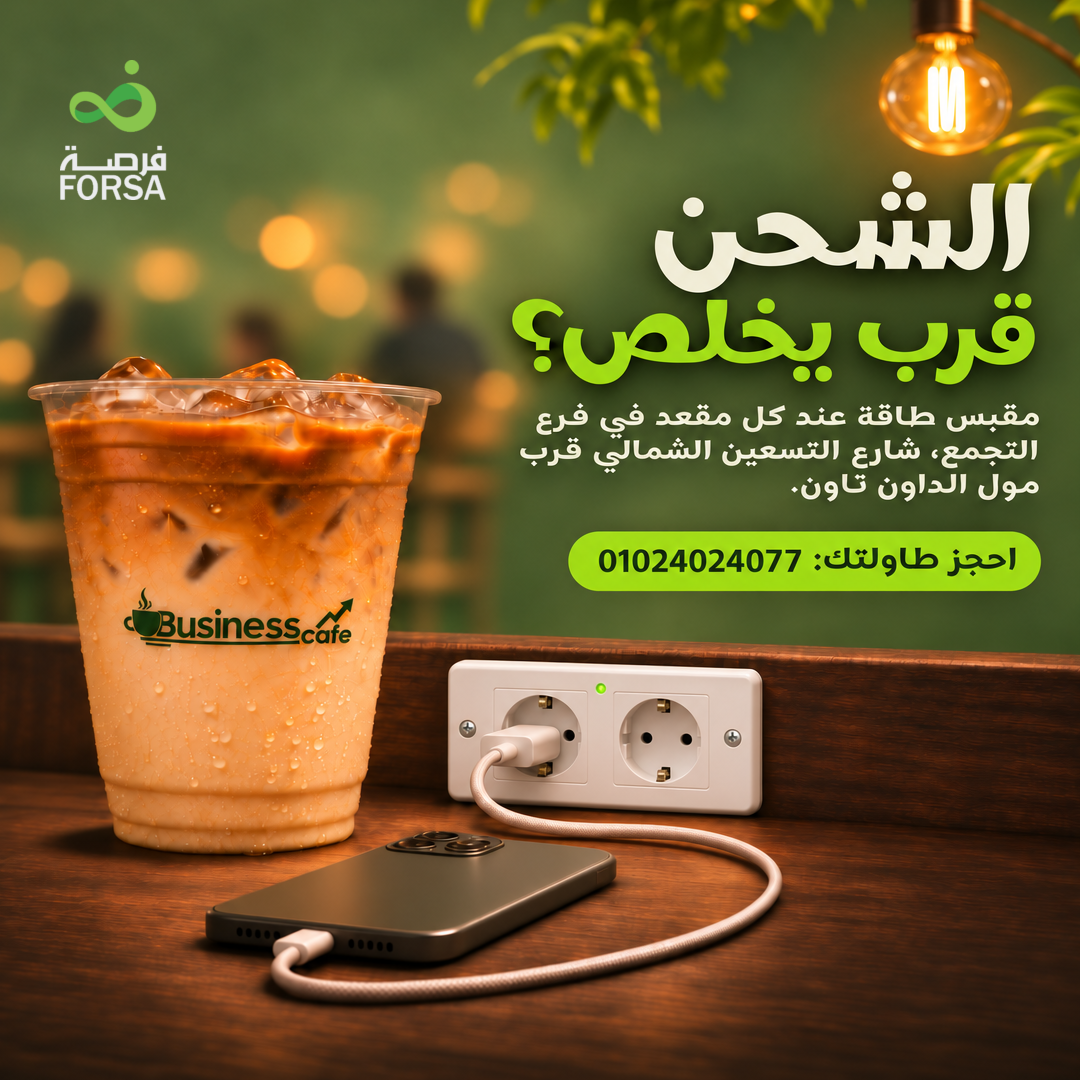 فرصة
FORSA
الشحن
قرب يخلص؟
مقبس طاقة عند كل مقعد في فرع
التجمع، شارع التسعين الشمالي قرب
مول الداون تاون.
احجز طاولتك: 01024024077
Business cafe